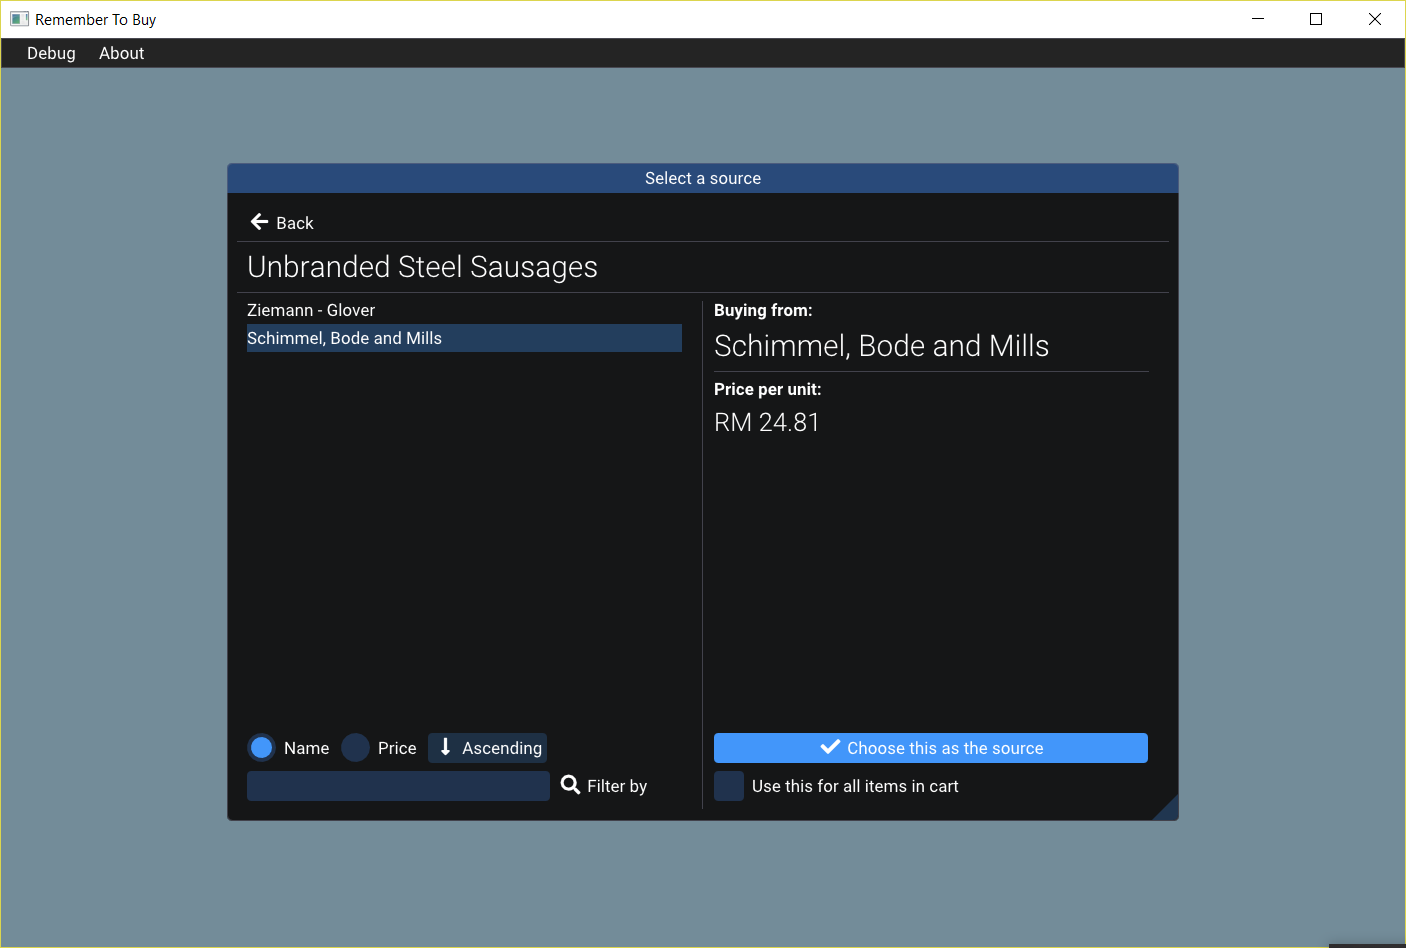 Remember To Buy
Debug About
Select a source
Back
Unbranded Steel Sausages
Ziemann - Glover
Schimmel, Bode and Mills
Buying from:
Schimmel, Bode and Mills
Price per unit:
RM 24.81
Name Price Ascending
Filter by
Choose this as the source
Use this for all items in cart